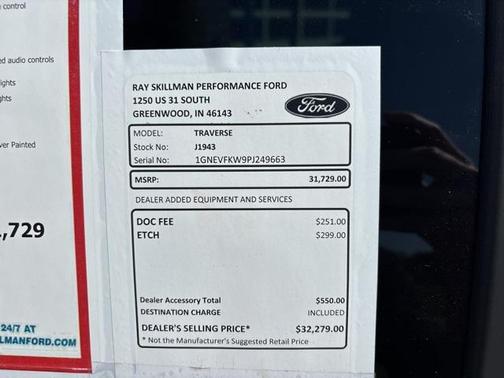 control
ed audio controls
ights
ghts
ver Painted
,729
24/7 AT
LMANFORD.COM
RAY SKILLMAN PERFORMANCE FORD
1250 US 31 SOUTH
GREENWOOD, IN 46143
Ford
MODEL: TRAVERSE
Stock No: J1943
Serial No: 1GNEVFKW9PJ249663
MSRP: 31,729.00
DEALER ADDED EQUIPMENT AND SERVICES
DOC FEE $251.00
ETCH $299.00
Dealer Accessory Total $550.00
DESTINATION CHARGE INCLUDED
DEALER'S SELLING PRICE* $32,279.00
* Not the Manufacturer's Suggested Retail Price